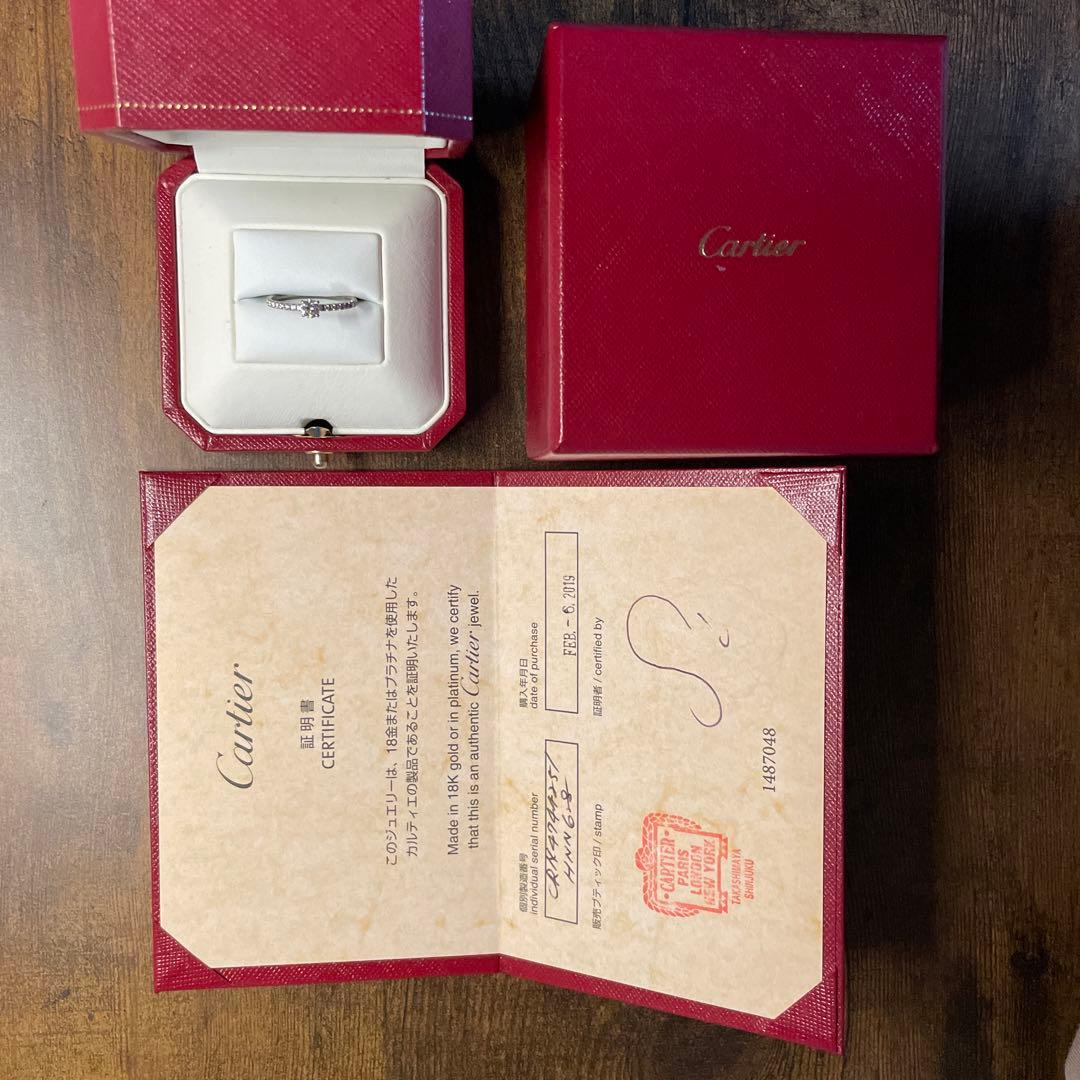 Cartier
Cartier
証明書
CERTIFICATE
このジュエリーは、18金またはプラチナを使用した
カルティエの製品であることを証明いたします。
Made in 18K gold or in platinum, we certify
that this is an authentic Cartier jewel.
個別製造番号
individual serial number
購入年月日
date of purchase
FEB. - 6. 2019
販売ブティック印 / stamp
証明者 / certified by
CARTIER
PARIS
LONDON
NEW YORK
TAKASHIMAYA
SHINJUKU
1487048